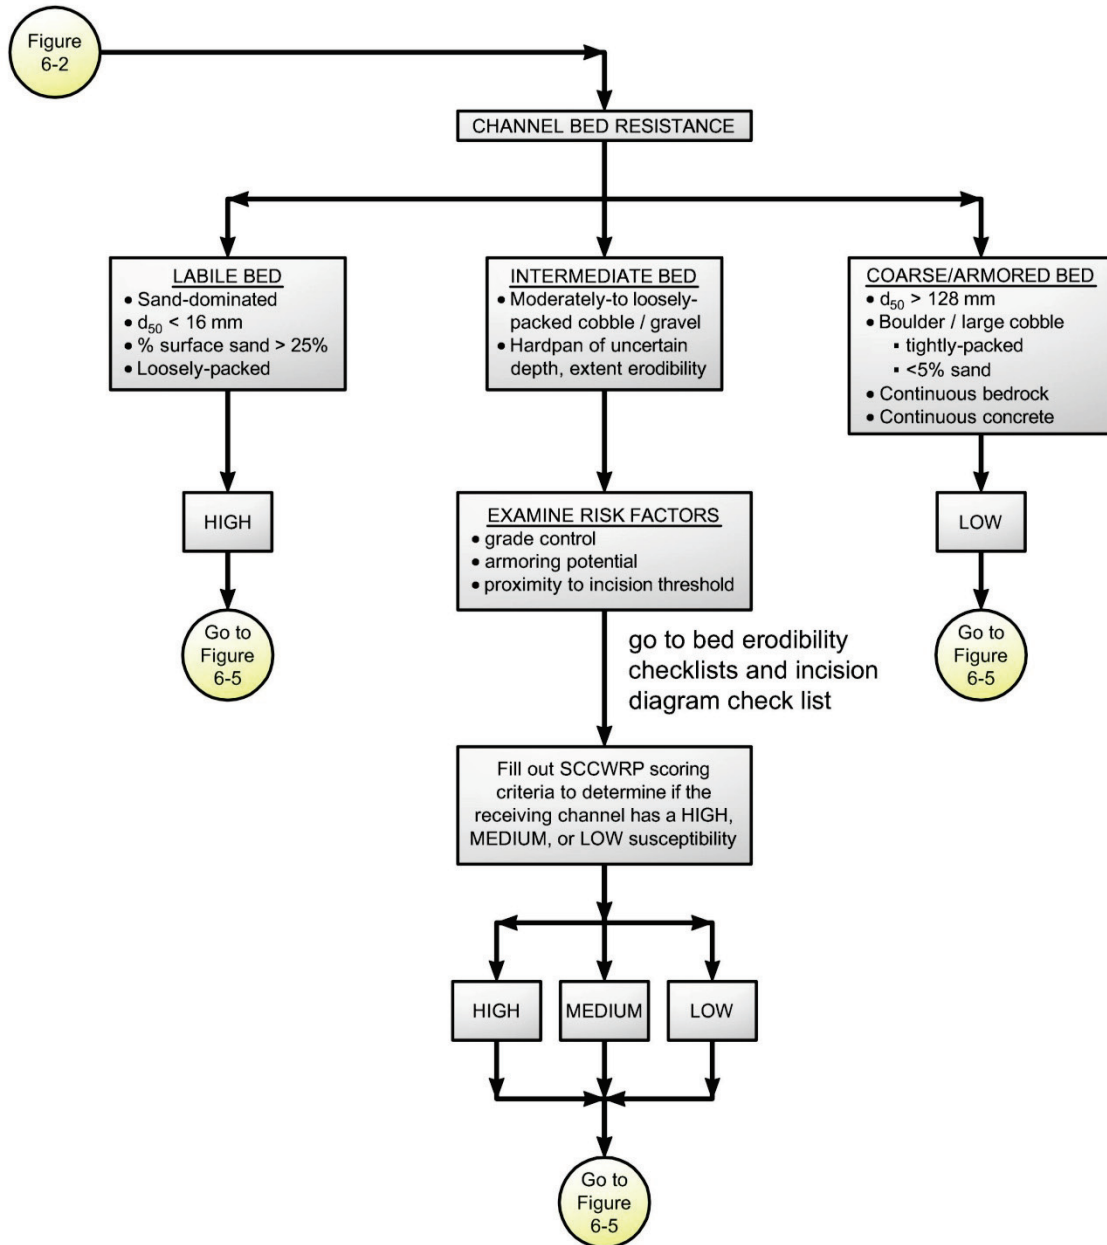 Figure
6-2
CHANNEL BED RESISTANCE
LABILE BED
• Sand-dominated
• d₅₀ < 16 mm
• % surface sand > 25%
• Loosely-packed
INTERMEDIATE BED
• Moderately-to loosely-
packed cobble / gravel
• Hardpan of uncertain
depth, extent erodibility
COARSE/ARMORED BED
• d₅₀ > 128 mm
• Boulder / large cobble
▪ tightly-packed
▪ <5% sand
• Continuous bedrock
• Continuous concrete
HIGH
EXAMINE RISK FACTORS
• grade control
• armoring potential
• proximity to incision threshold
LOW
Go to
Figure
6-5
go to bed erodibility
checklists and incision
diagram check list
Go to
Figure
6-5
Fill out SCCWRP scoring
criteria to determine if the
receiving channel has a HIGH,
MEDIUM, or LOW susceptibility
HIGH
MEDIUM
LOW
Go to
Figure
6-5